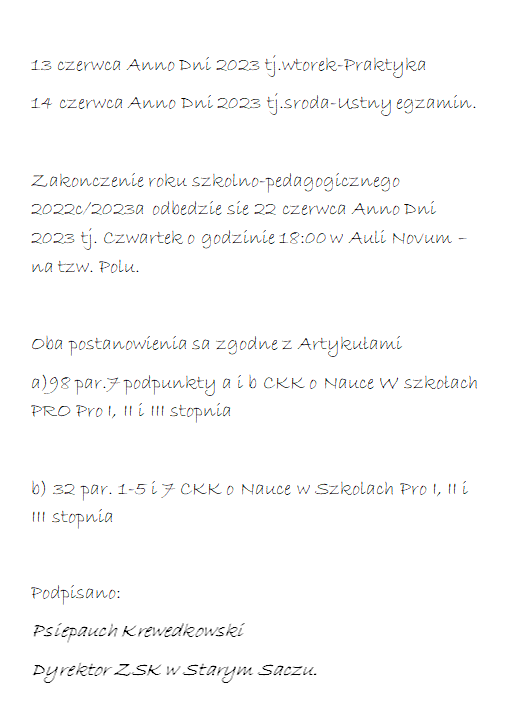 13 czerwca Anno Dni 2023 tj.wtorek-Praktyka
14 czerwca Anno Dni 2023 tj.sroda-Ustny egzamin.
Zakonczenie roku szkolno-pedagogicznego
2022c/2023a odbedzie sie 22 czerwca Anno Dni
2023 tj. Czwartek o godzinie 18:00 w Auli Novum –
na tzw. Polu.
Oba postanowienia sa zgodne z Artykułami
a)98 par.7 podpunkty a i b CKK o Nauce W szkołach
PRO Pro I, II i III stopnia
b) 32 par. 1-5 i 7 CKK o Nauce w Szkolach Pro I, II i
III stopnia
Podpisano:
Psiepauch Krewedkowski
Dyrektor ZSK w Starym Saczu.